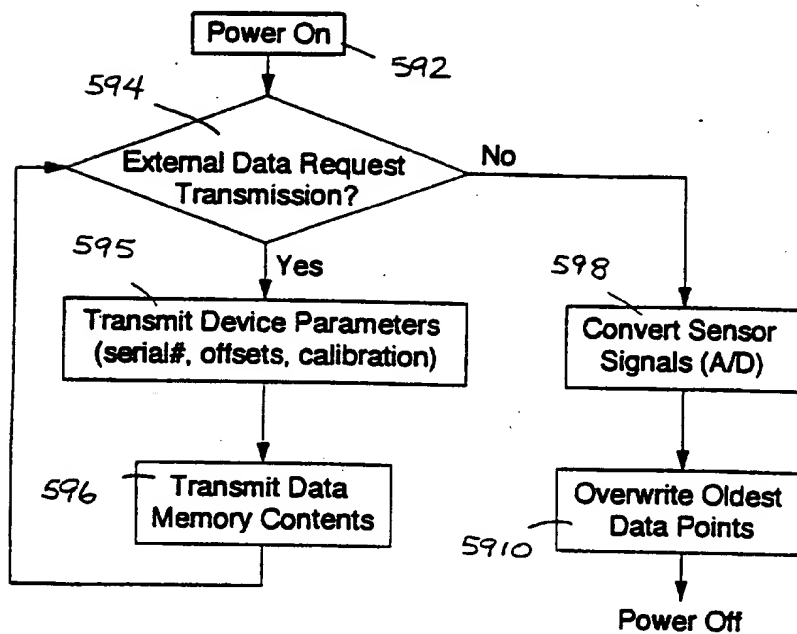 Power On
592
594
External Data Request
Transmission?
No
Yes
595
Transmit Device Parameters
(serial#, offsets, calibration)
598
Convert Sensor
Signals (A/D)
596
Transmit Data
Memory Contents
Overwrite Oldest
Data Points
5910
Power Off